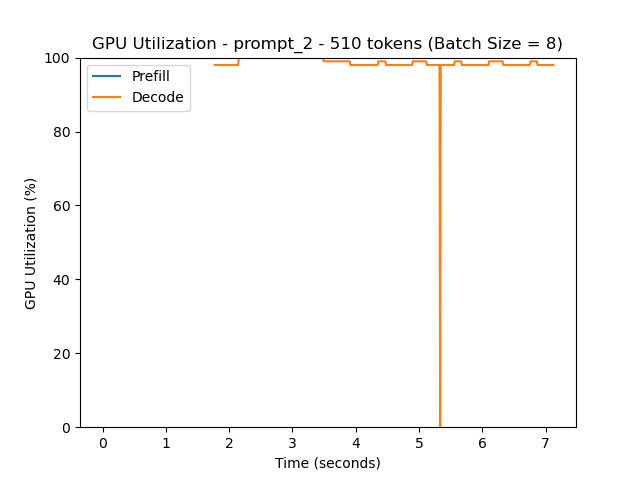 GPU Utilization - prompt_2 - 510 tokens (Batch Size = 8)
100
80
60
40
20
0
GPU Utilization (%)
Prefill
Decode
0 1 2 3 4 5 6 7
Time (seconds)